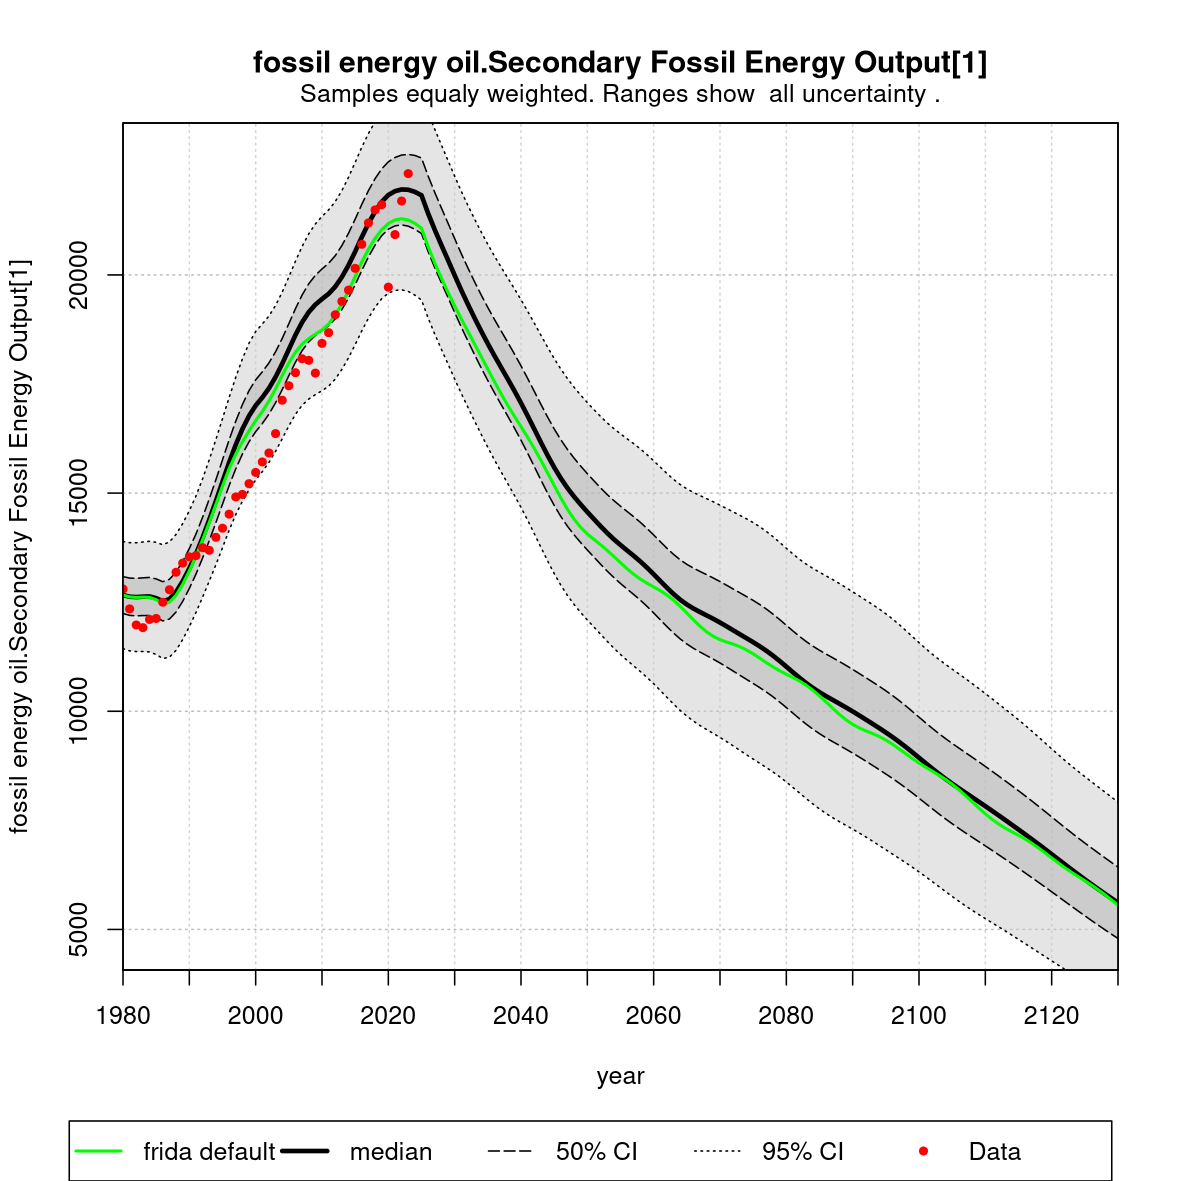 fossil energy oil.Secondary Fossil Energy Output[1]
Samples equaly weighted. Ranges show  all uncertainty .
fossil energy oil.Secondary Fossil Energy Output[1]
20000
15000
10000
5000
1980 2000 2020 2040 2060 2080 2100 2120
year
frida default median 50% CI 95% CI Data